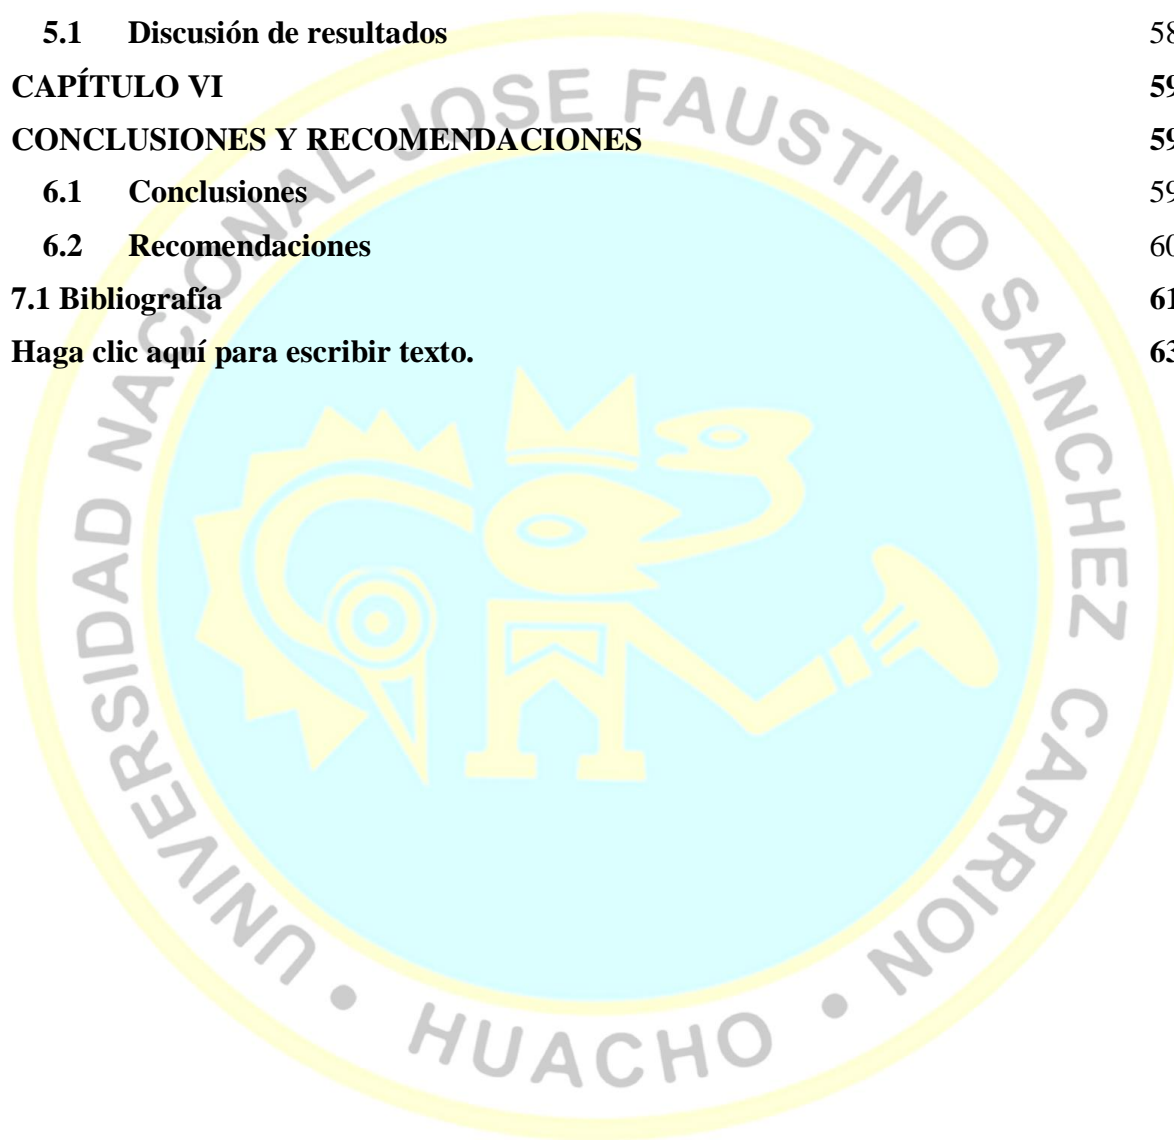 5.1 Discusión de resultados 58
CAPÍTULO VI 59
CONCLUSIONES Y RECOMENDACIONES 59
6.1 Conclusiones 59
6.2 Recomendaciones 60
7.1 Bibliografía 61
Haga clic aquí para escribir texto. 63
UNIVERSIDAD NACIONAL JOSE FAUSTINO SANCHEZ CARRION
• HUACHO •